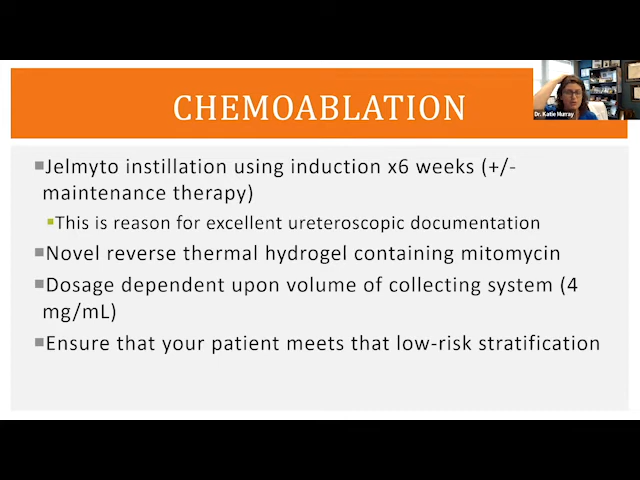 CHEMOABLATION
Dr. Katie Murray
Jelmyto instillation using induction x6 weeks (+/-
maintenance therapy)
This is reason for excellent ureteroscopic documentation
Novel reverse thermal hydrogel containing mitomycin
Dosage dependent upon volume of collecting system (4
mg/mL)
Ensure that your patient meets that low-risk stratification